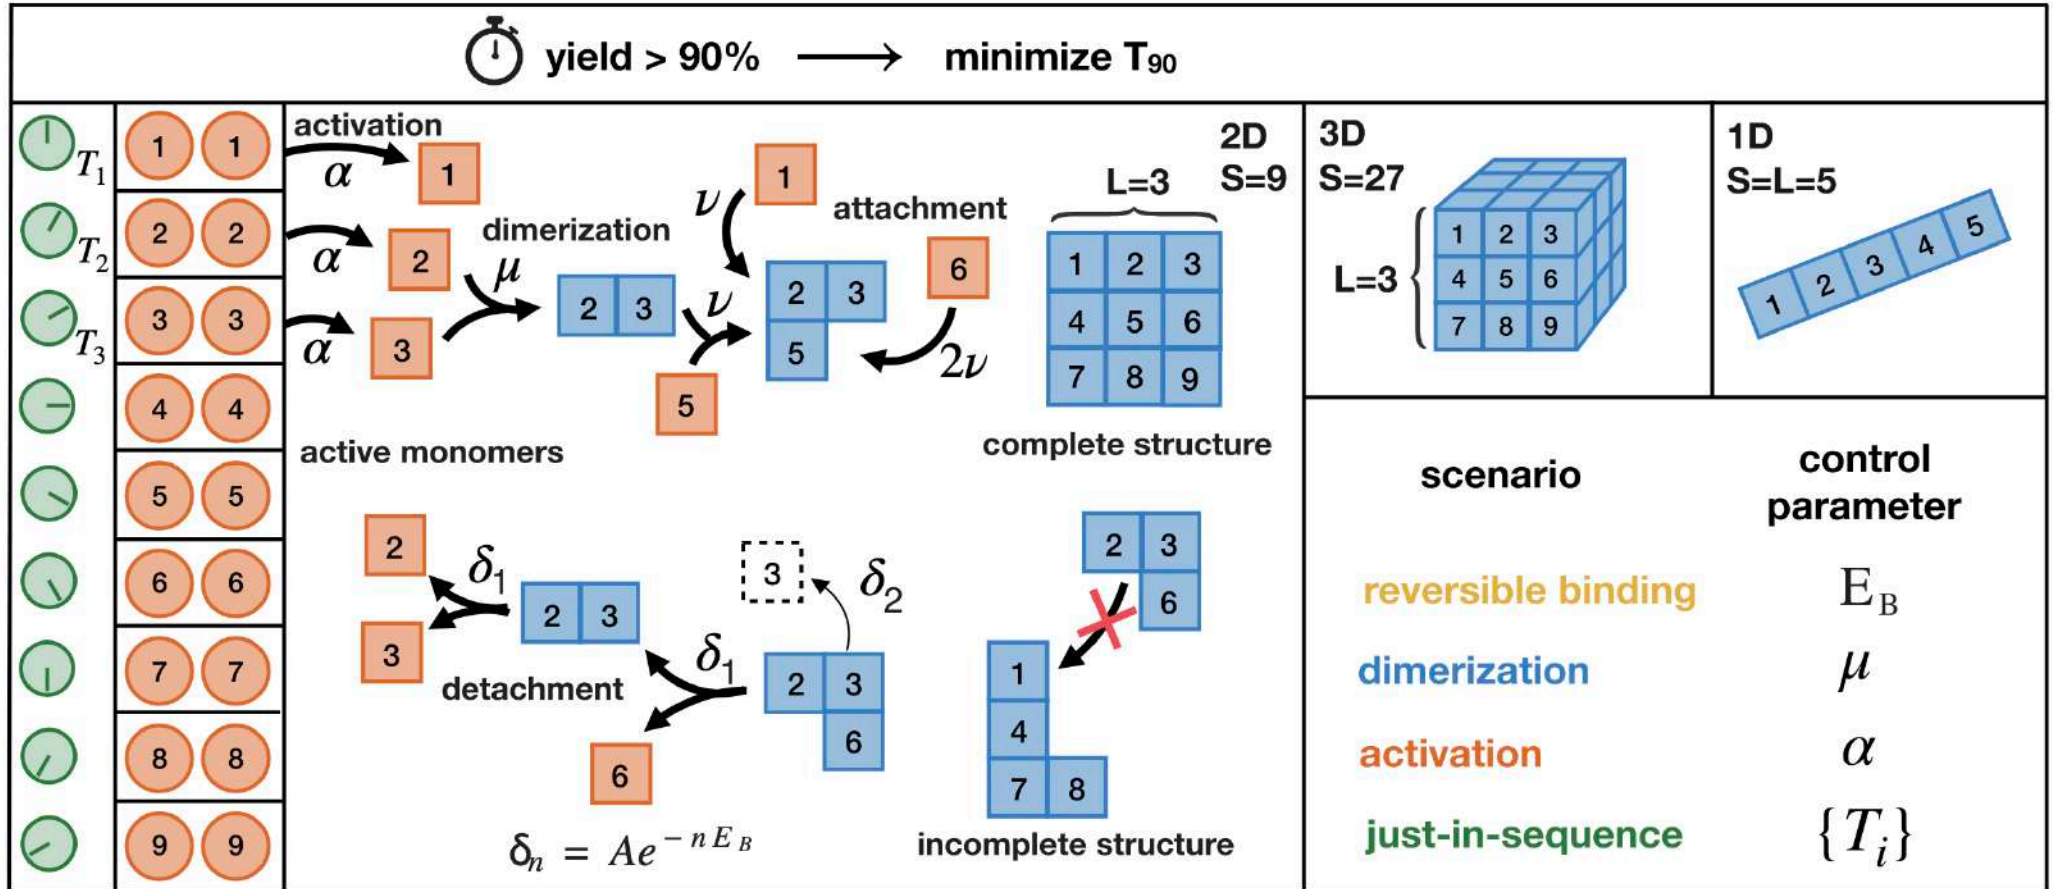 yield > 90% ⟶ minimize T₉₀
T₁
T₂
T₃
1 1
2 2
3 3
4 4
5 5
6 6
7 7
8 8
9 9
activation
α
1
α
2
α
3
dimerization
μ
2 3
ν
5
1
ν
attachment
2 3
5
6
2ν
active monomers
2D
S=9
L=3
1 2 3
4 5 6
7 8 9
complete structure
2
3
δ₁
2 3
detachment
δ₁
6
3
δ₂
2 3
6
δₙ = Ae^{-nE_B}
2 3
6
1
4
7 8
incomplete structure
3D
S=27
L=3
1 2 3
4 5 6
7 8 9
1D
S=L=5
1 2 3 4 5
scenario
control
parameter
reversible binding E_B
dimerization μ
activation α
just-in-sequence {Tᵢ}